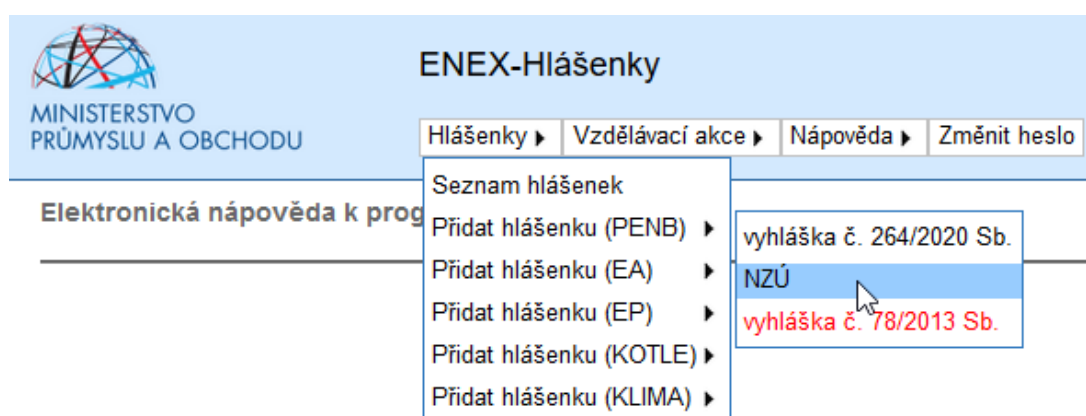 ENEX-Hlášenky
MINISTERSTVO
PRŮMYSLU A OBCHODU
Hlášenky Vzdělávací akce Nápověda Změnit heslo
Seznam hlášenek
Elektronická nápověda k prog
Přidat hlášenku (PENB)
vyhláška č. 264/2020 Sb.
Přidat hlášenku (EA)
NZÚ
Přidat hlášenku (EP)
vyhláška č. 78/2013 Sb.
Přidat hlášenku (KOTLE)
Přidat hlášenku (KLIMA)